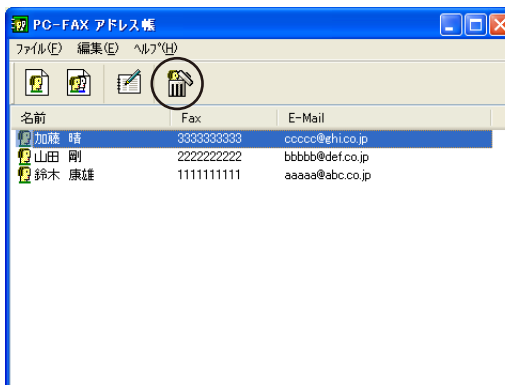 PC-FAX アドレス帳
ファイル(F) 編集(E) ヘルプ(H)
名前 Fax E-Mail
加藤 晴 3333333333 ccccc@ghi.co.jp
山田 剛 2222222222 bbbbb@def.co.jp
鈴木 康雄 1111111111 aaaaa@abc.co.jp